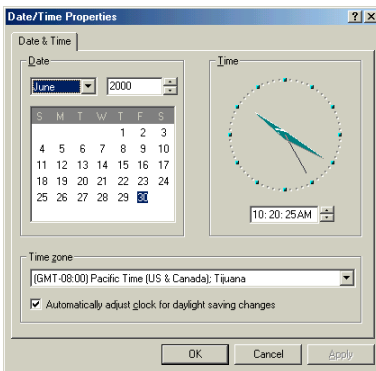 Date/Time Properties
Date & Time
Date
June 2000
S M T W T F S
1 2 3
4 5 6 7 8 9 10
11 12 13 14 15 16 17
18 19 20 21 22 23 24
25 26 27 28 29 30
Time
10:20:25 AM
Time zone
(GMT-08:00) Pacific Time (US & Canada); Tijuana
Automatically adjust clock for daylight saving changes
OK Cancel Apply